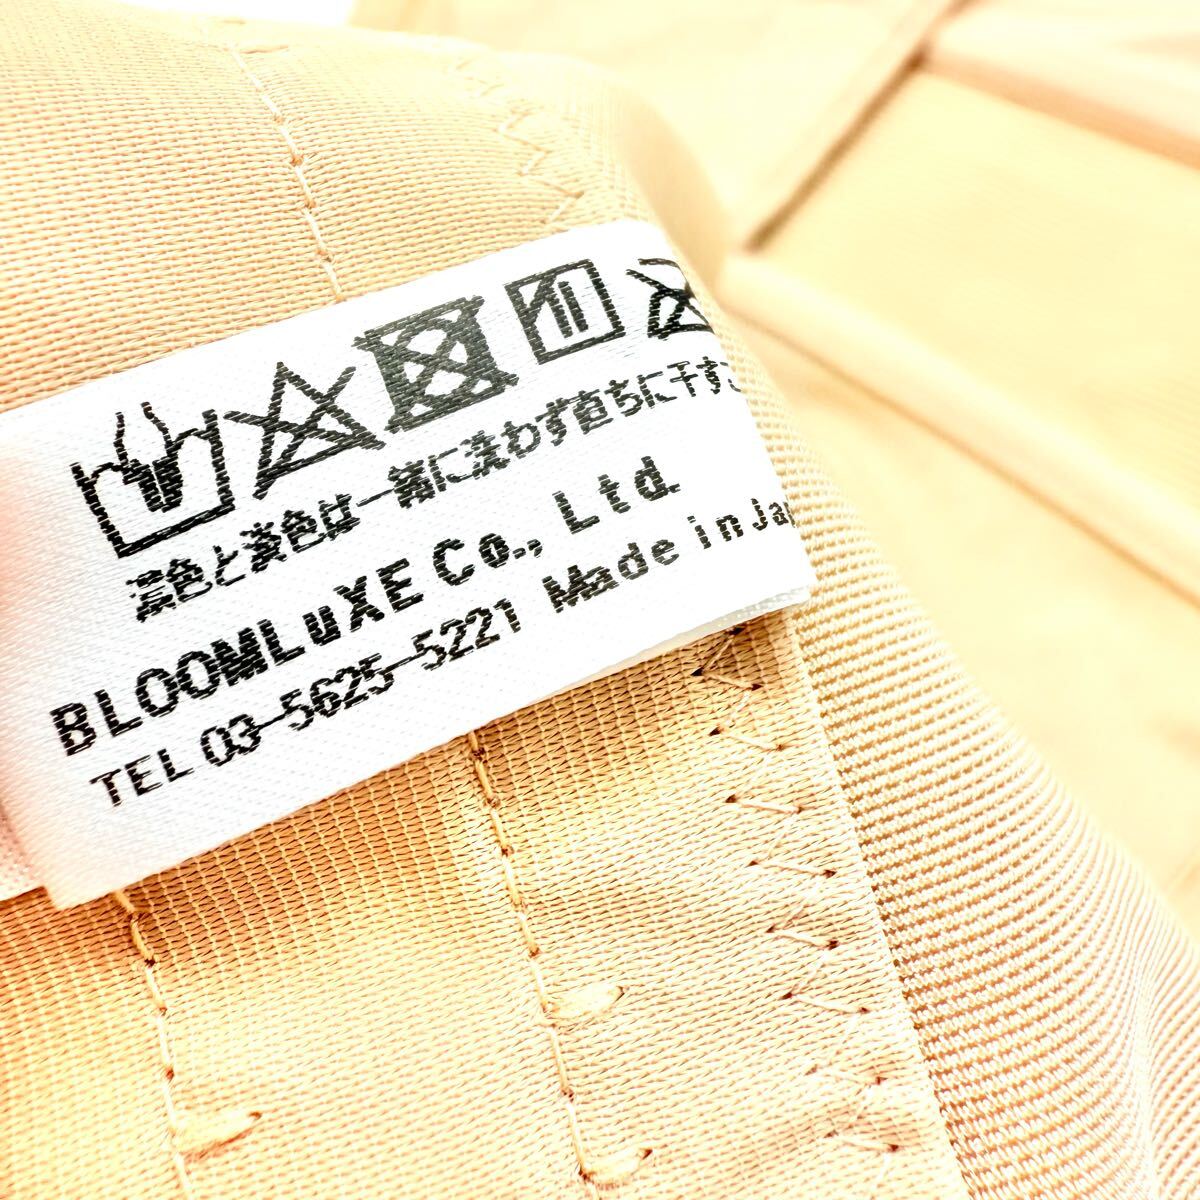 濃色と淡色は一緒に洗わず直ちに干す
BLOOMLuXE Co., Ltd.
TEL 03-5625-5221 Made in Jap